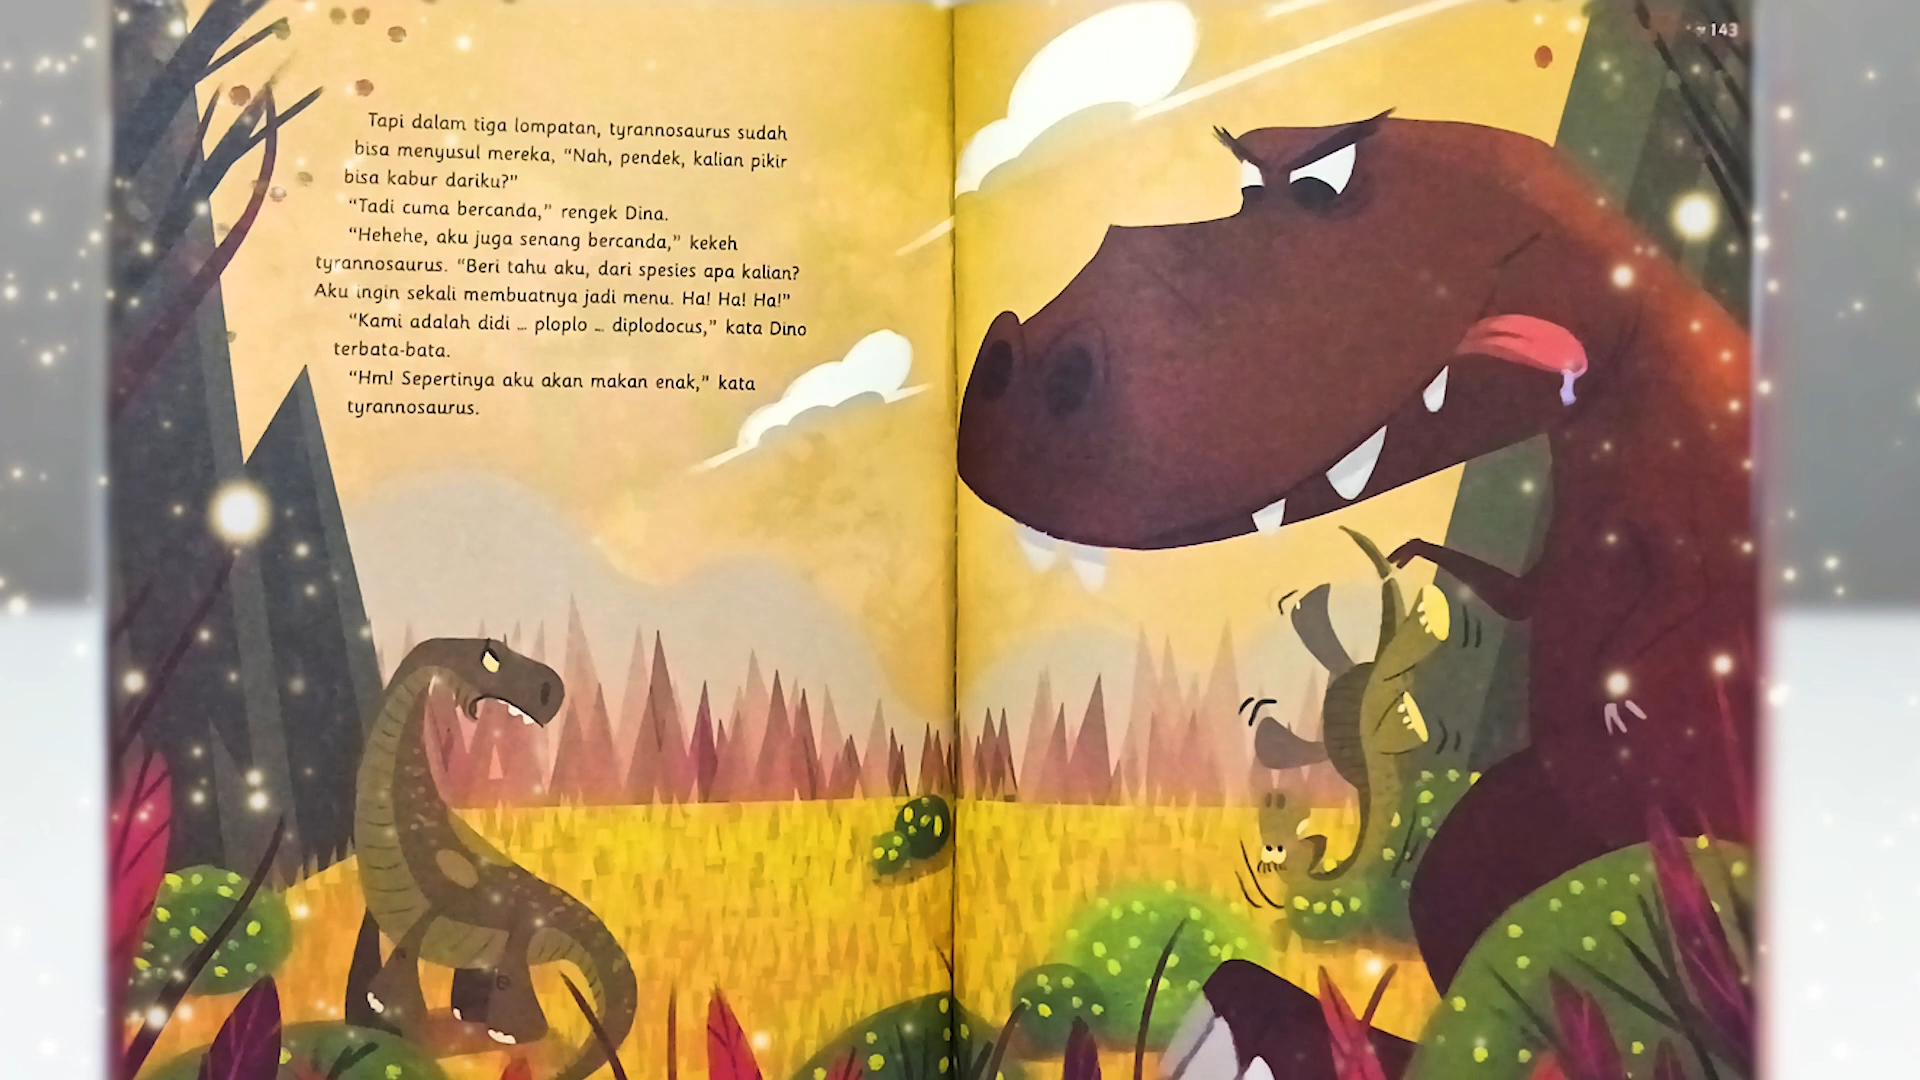 143
Tapi dalam tiga lompatan, tyrannosaurus sudah
bisa menyusul mereka, “Nah, pendek, kalian pikir
bisa kabur dariku?”
“Tadi cuma bercanda,” rengek Dina.
“Hehehe, aku juga senang bercanda,” kekeh
tyrannosaurus. “Beri tahu aku, dari spesies apa kalian?
Aku ingin sekali membuatnya jadi menu. Ha! Ha! Ha!”
“Kami adalah didi ... ploplo ... diplodocus,” kata Dino
terbata-bata.
“Hm! Sepertinya aku akan makan enak,” kata
tyrannosaurus.